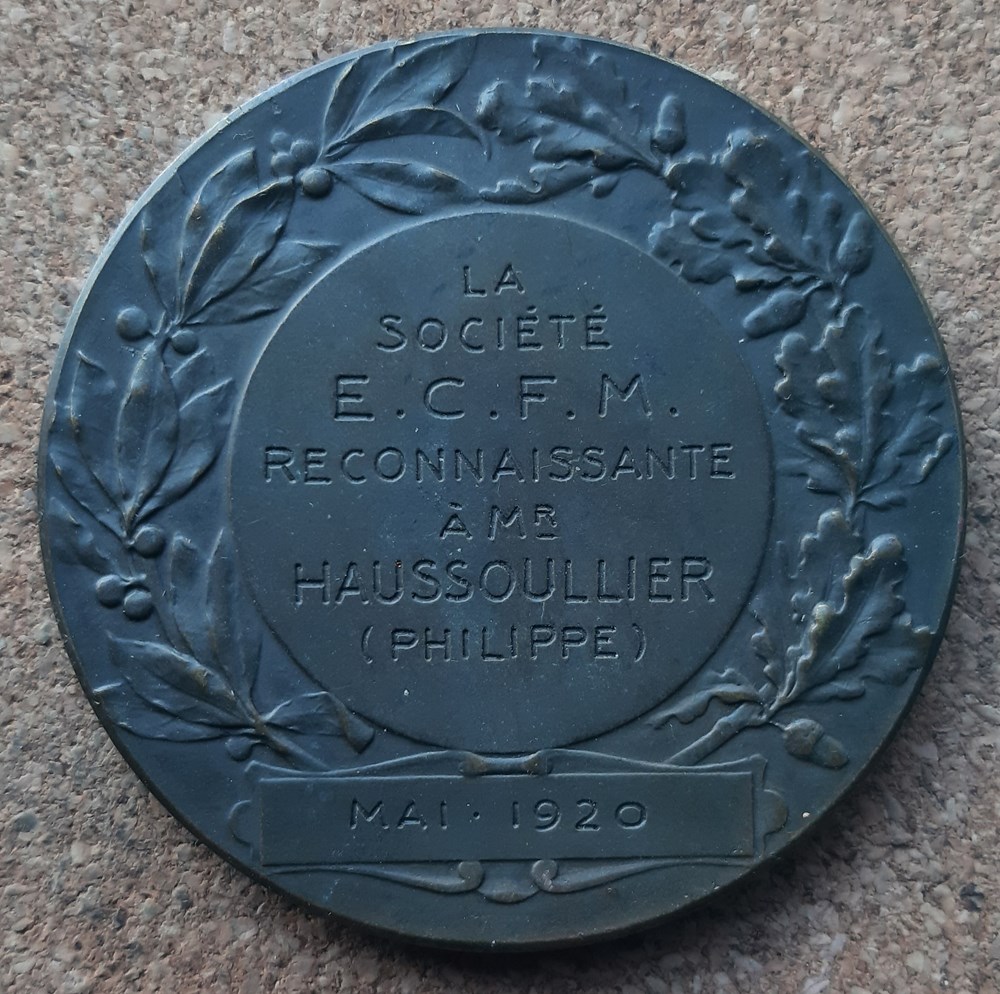 LA
SOCIÉTÉ
E.C.F.M.
RECONNAISSANTE
À MR
HAUSSOULLIER
(PHILIPPE)
MAI · 1920